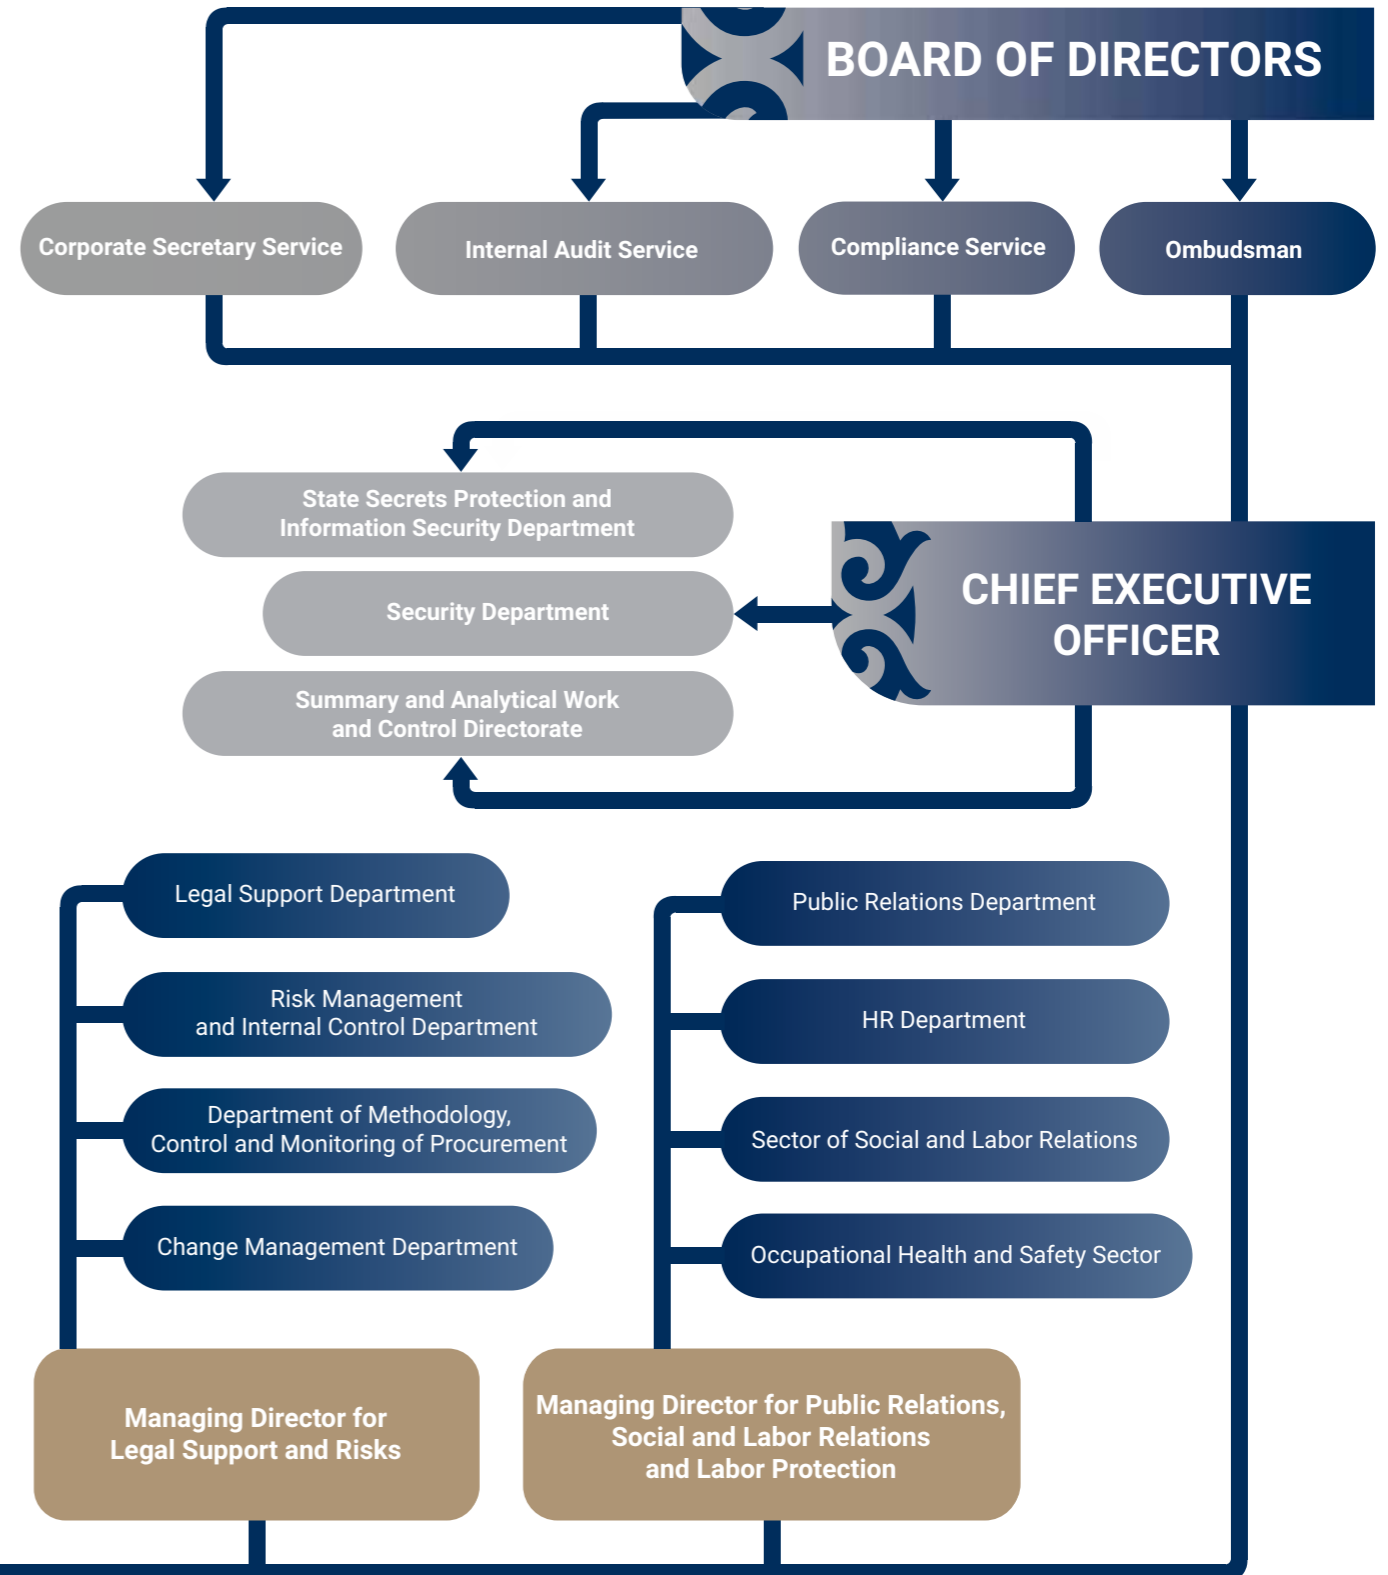 BOARD OF DIRECTORS
Corporate Secretary Service
Internal Audit Service
Compliance Service
Ombudsman
State Secrets Protection and
Information Security Department
Security Department
Summary and Analytical Work
and Control Directorate
CHIEF EXECUTIVE
OFFICER
Legal Support Department
Risk Management
and Internal Control Department
Department of Methodology,
Control and Monitoring of Procurement
Change Management Department
Managing Director for
Legal Support and Risks
Public Relations Department
HR Department
Sector of Social and Labor Relations
Occupational Health and Safety Sector
Managing Director for Public Relations,
Social and Labor Relations
and Labor Protection